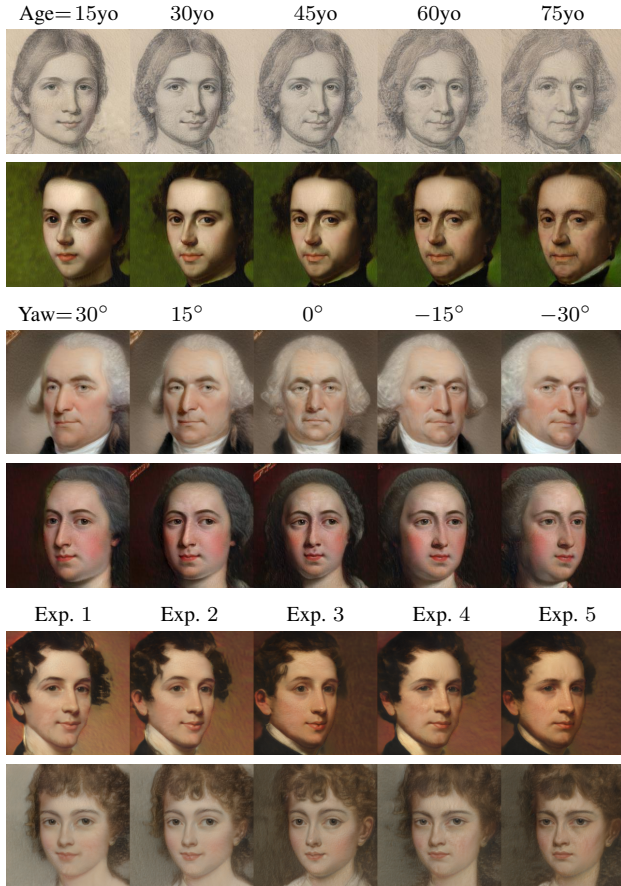 Age= 15yo 30yo 45yo 60yo 75yo
Yaw= 30° 15° 0° −15° −30°
Exp. 1 Exp. 2 Exp. 3 Exp. 4 Exp. 5